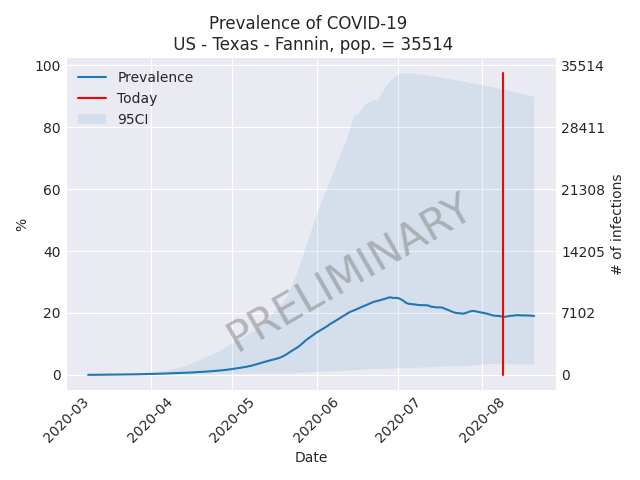 Prevalence of COVID-19
US - Texas - Fannin, pop. = 35514
Prevalence
Today
95CI
100
80
60
40
20
0
%
35514
28411
21308
14205
7102
0
# of infections
PRELIMINARY
2020-03
2020-04
2020-05
2020-06
2020-07
2020-08
Date